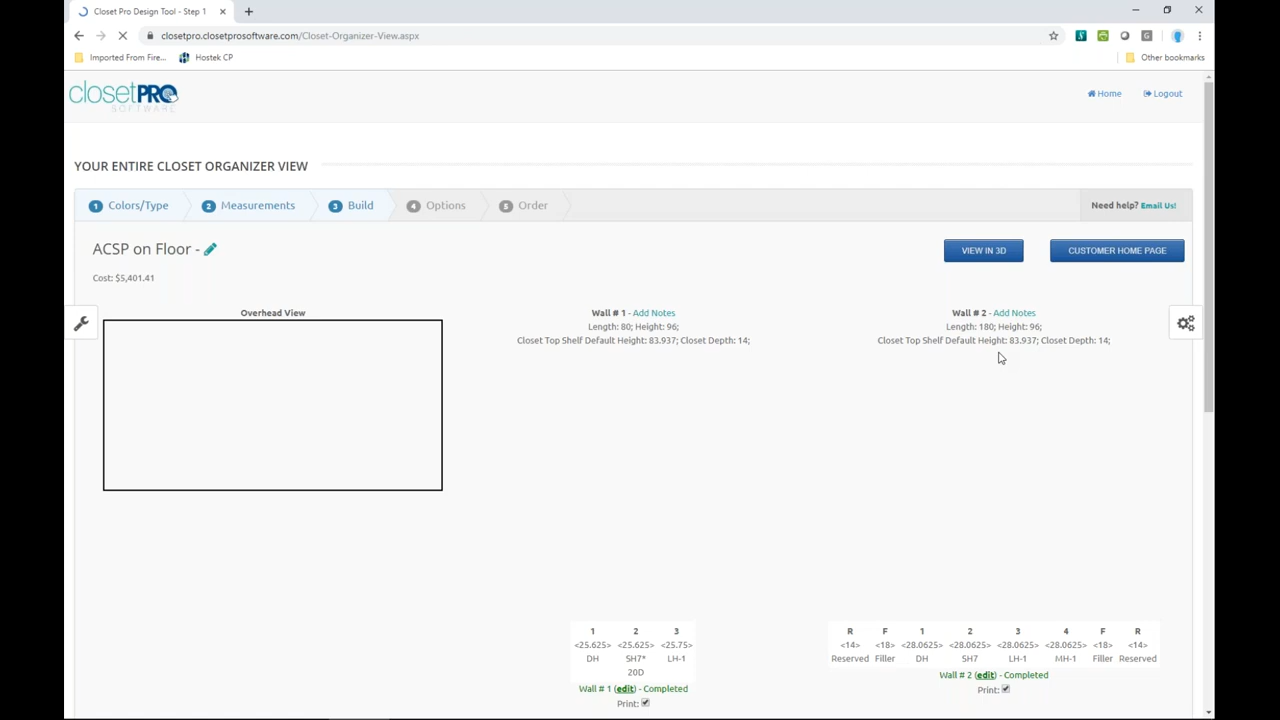 Closet Pro Design Tool - Step 1
closetpro.closetprosoftware.com/Closet-Organizer-View.aspx
Imported From Fire... Hostek CP Other bookmarks
closetPRO
SOFTWARE
Home Logout
YOUR ENTIRE CLOSET ORGANIZER VIEW
1 Colors/Type 2 Measurements 3 Build 4 Options 5 Order Need help? Email Us!
ACSP on Floor -
VIEW IN 3D CUSTOMER HOME PAGE
Cost: $5,401.41
Overhead View
Wall # 1 - Add Notes
Length: 80; Height: 96;
Closet Top Shelf Default Height: 83.937; Closet Depth: 14;
Wall # 2 - Add Notes
Length: 180; Height: 96;
Closet Top Shelf Default Height: 83.937; Closet Depth: 14;
1 2 3
<25.625> <25.625> <25.75>
DH SH7* LH-1
20D
Wall # 1 (edit) - Completed
Print:
R F 1 2 3 4 F R
<14> <18> <28.0625> <28.0625> <28.0625> <28.0625> <18> <14>
Reserved Filler DH SH7 LH-1 MH-1 Filler Reserved
Wall # 2 (edit) - Completed
Print: